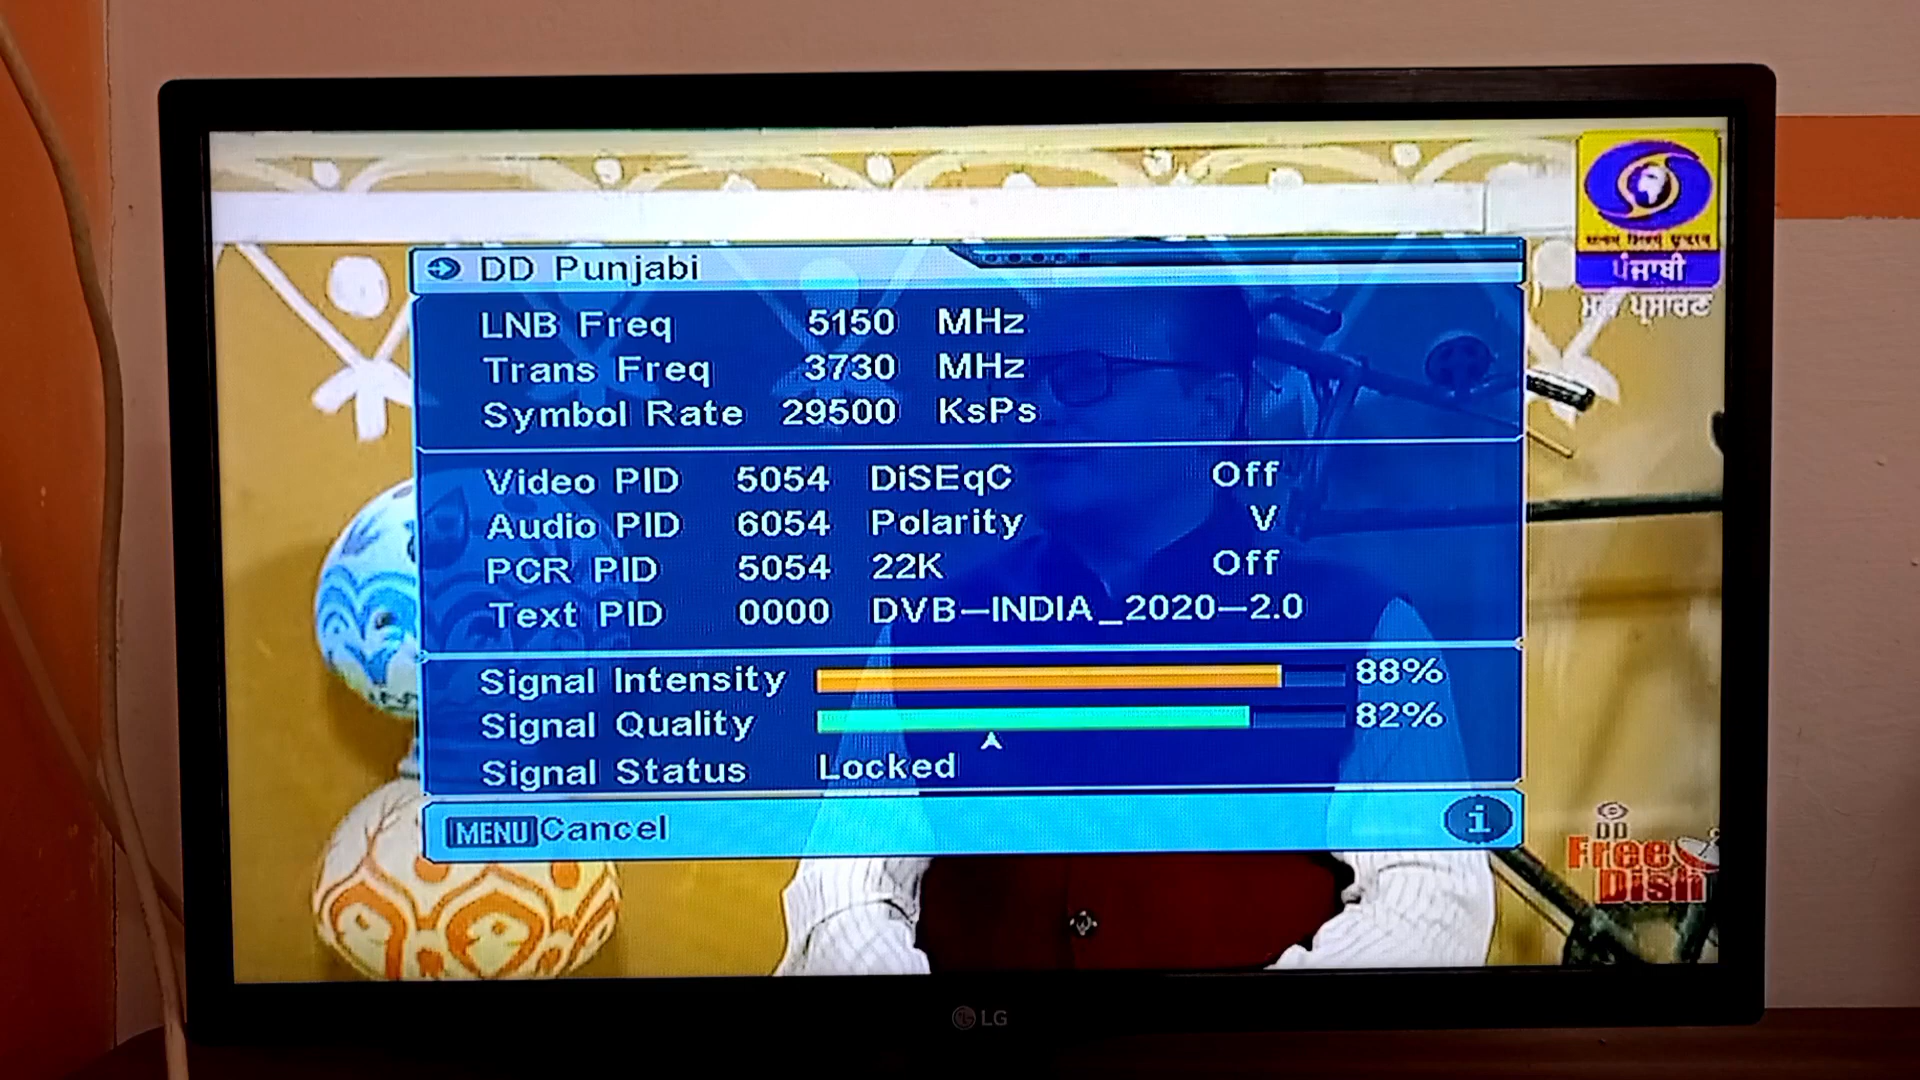 DD Punjabi
LNB Freq 5150 MHz
Trans Freq 3730 MHz
Symbol Rate 29500 KsPs
Video PID 5054 DiSEqC Off
Audio PID 6054 Polarity V
PCR PID 5054 22K Off
Text PID 0000 DVB-INDIA_2020-2.0
Signal Intensity 88%
Signal Quality 82%
Signal Status Locked
MENU Cancel
i
ਪੰਜਾਬੀ
ਪ੍ਰਸਾਰਣ
DD
Free
Dish
LG